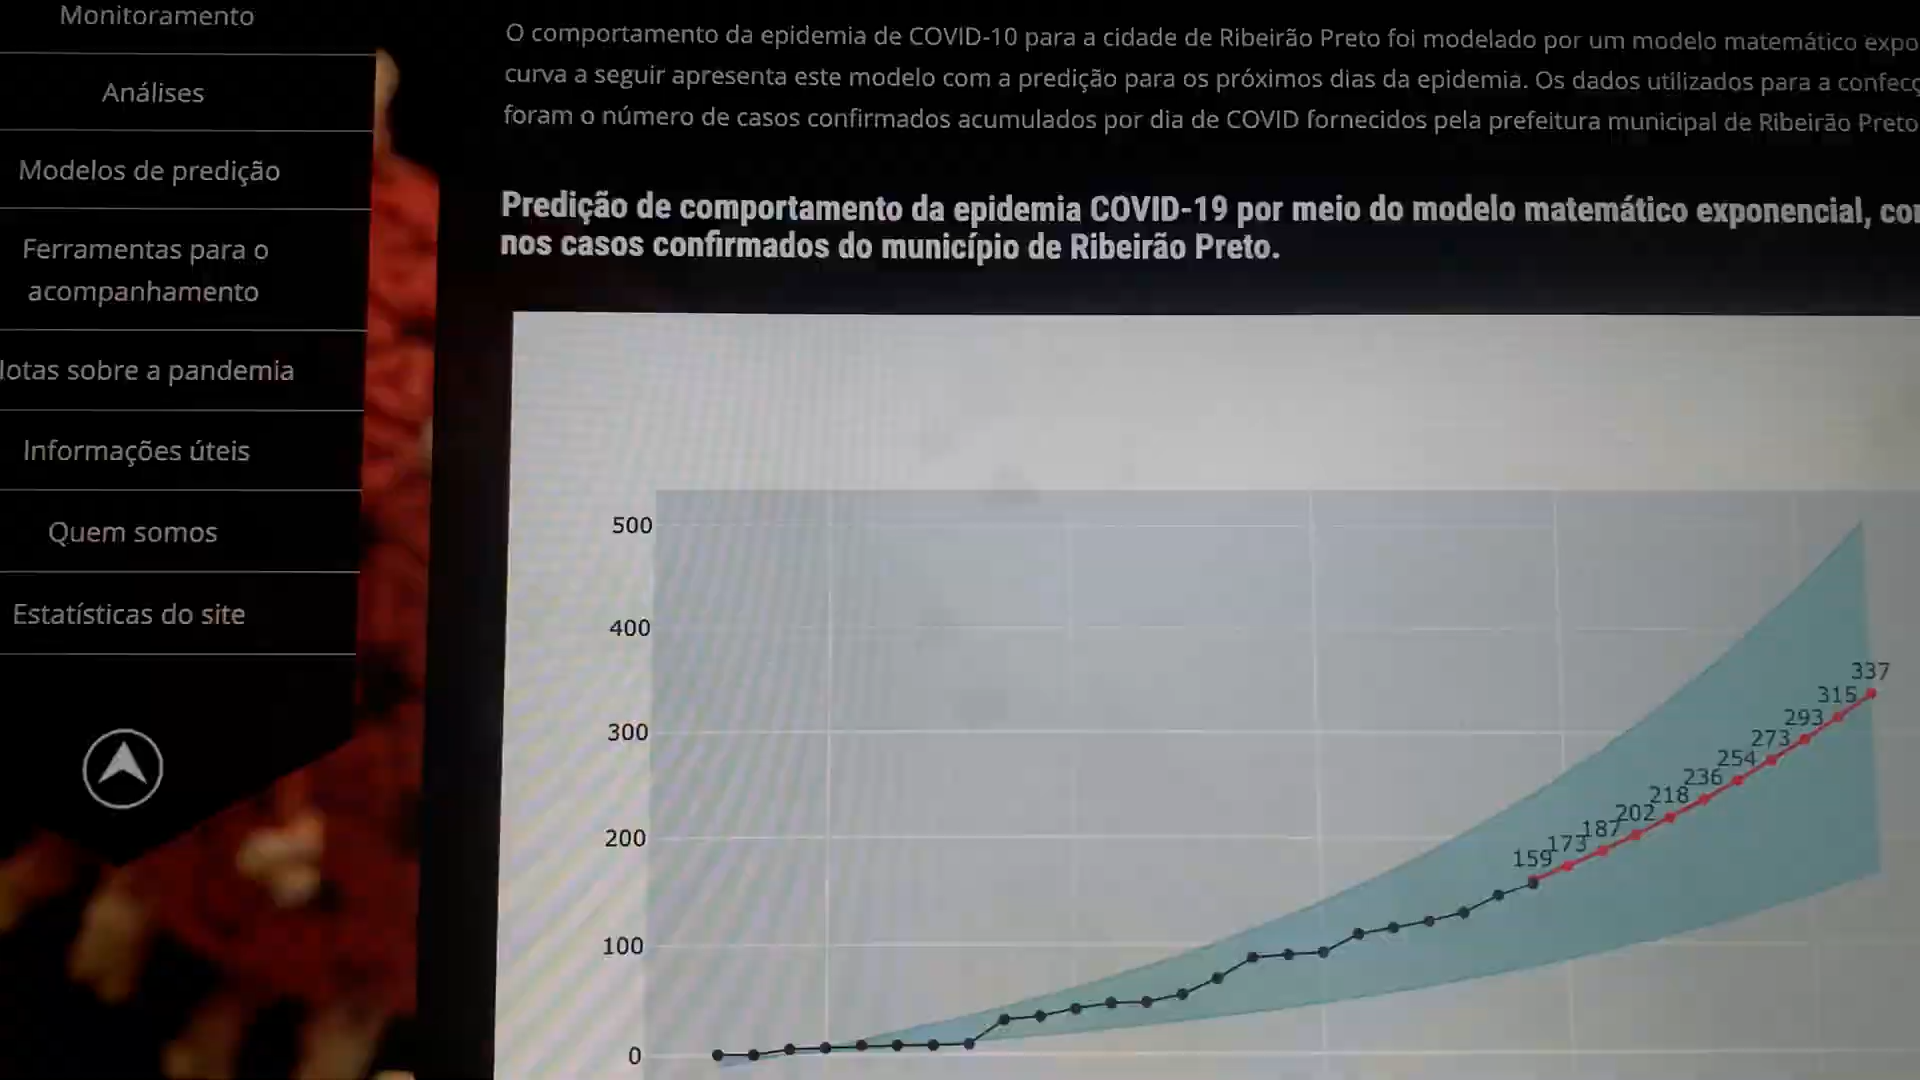 Monitoramento
Análises
Modelos de predição
Ferramentas para o
acompanhamento
lotas sobre a pandemia
Informações úteis
Quem somos
Estatísticas do site
O comportamento da epidemia de COVID-10 para a cidade de Ribeirão Preto foi modelado por um modelo matemático expo
curva a seguir apresenta este modelo com a predição para os próximos dias da epidemia. Os dados utilizados para a confecç
foram o número de casos confirmados acumulados por dia de COVID fornecidos pela prefeitura municipal de Ribeirão Preto
Predição de comportamento da epidemia COVID-19 por meio do modelo matemático exponencial, co
nos casos confirmados do município de Ribeirão Preto.
500
400
300
200
100
0
159
173
187
202
218
236
254
273
293
315
337